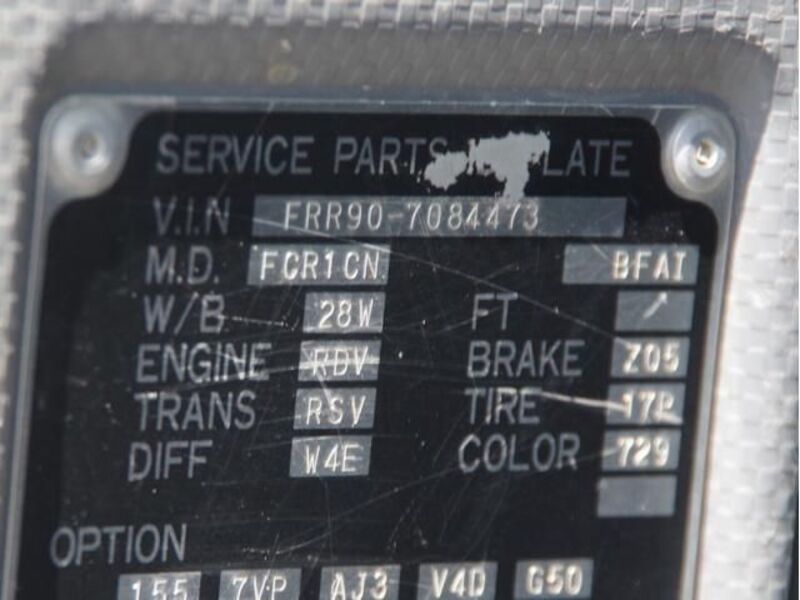 SERVICE PARTS LATE
V.I.N FRR90-7084473
M.D. FCR1CN BFAI
W/B 28W FT /
ENGINE RDV BRAKE Z05
TRANS RSV TIRE
DIFF W4E COLOR 729
OPTION
155 7VP AJ3 V4D G50